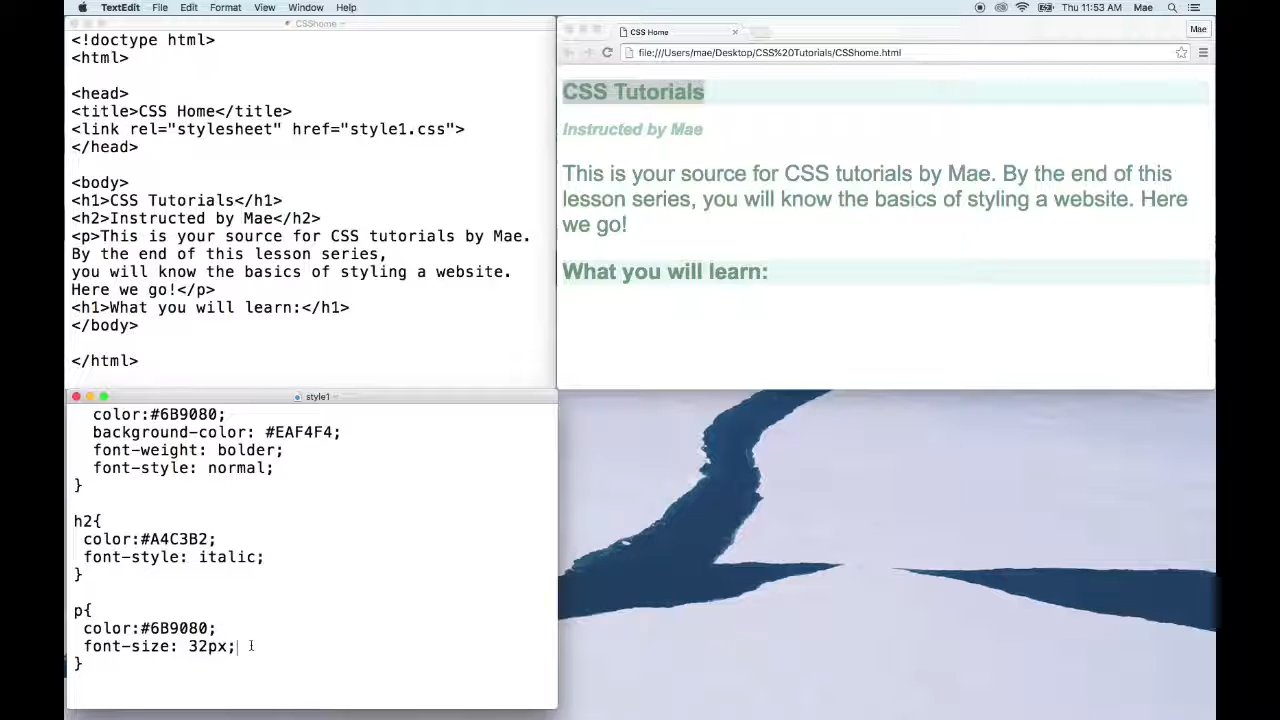 TextEdit File Edit Format View Window Help
Thu 11:53 AM Mae
CSShome
<!doctype html>
<html>
<head>
<title>CSS Home</title>
<link rel="stylesheet" href="style1.css">
</head>
<body>
<h1>CSS Tutorials</h1>
<h2>Instructed by Mae</h2>
<p>This is your source for CSS tutorials by Mae.
By the end of this lesson series,
you will know the basics of styling a website.
Here we go!</p>
<h1>What you will learn:</h1>
</body>
</html>
CSS Home
Mae
file:///Users/mae/Desktop/CSS%20Tutorials/CSShome.html
CSS Tutorials
Instructed by Mae
This is your source for CSS tutorials by Mae. By the end of this
lesson series, you will know the basics of styling a website. Here
we go!
What you will learn:
style1
color:#6B9080;
background-color: #EAF4F4;
font-weight: bolder;
font-style: normal;
}
h2{
color:#A4C3B2;
font-style: italic;
}
p{
color:#6B9080;
font-size: 32px;
}